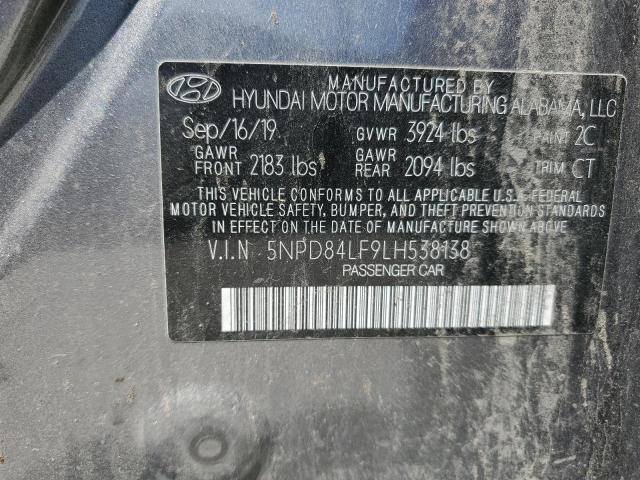 MANUFACTURED BY
HYUNDAI MOTOR MANUFACTURING ALABAMA, LLC
Sep/16/19 GVWR 3924 lbs PAINT 2C
GAWR FRONT 2183 lbs GAWR REAR 2094 lbs TRIM CT
THIS VEHICLE CONFORMS TO ALL APPLICABLE U.S. FEDERAL
MOTOR VEHICLE SAFETY, BUMPER, AND THEFT PREVENTION STANDARDS
IN EFFECT ON THE DATE OF MANUFACTURE SHOWN ABOVE
V.I.N 5NPD84LF9LH538138
PASSENGER CAR